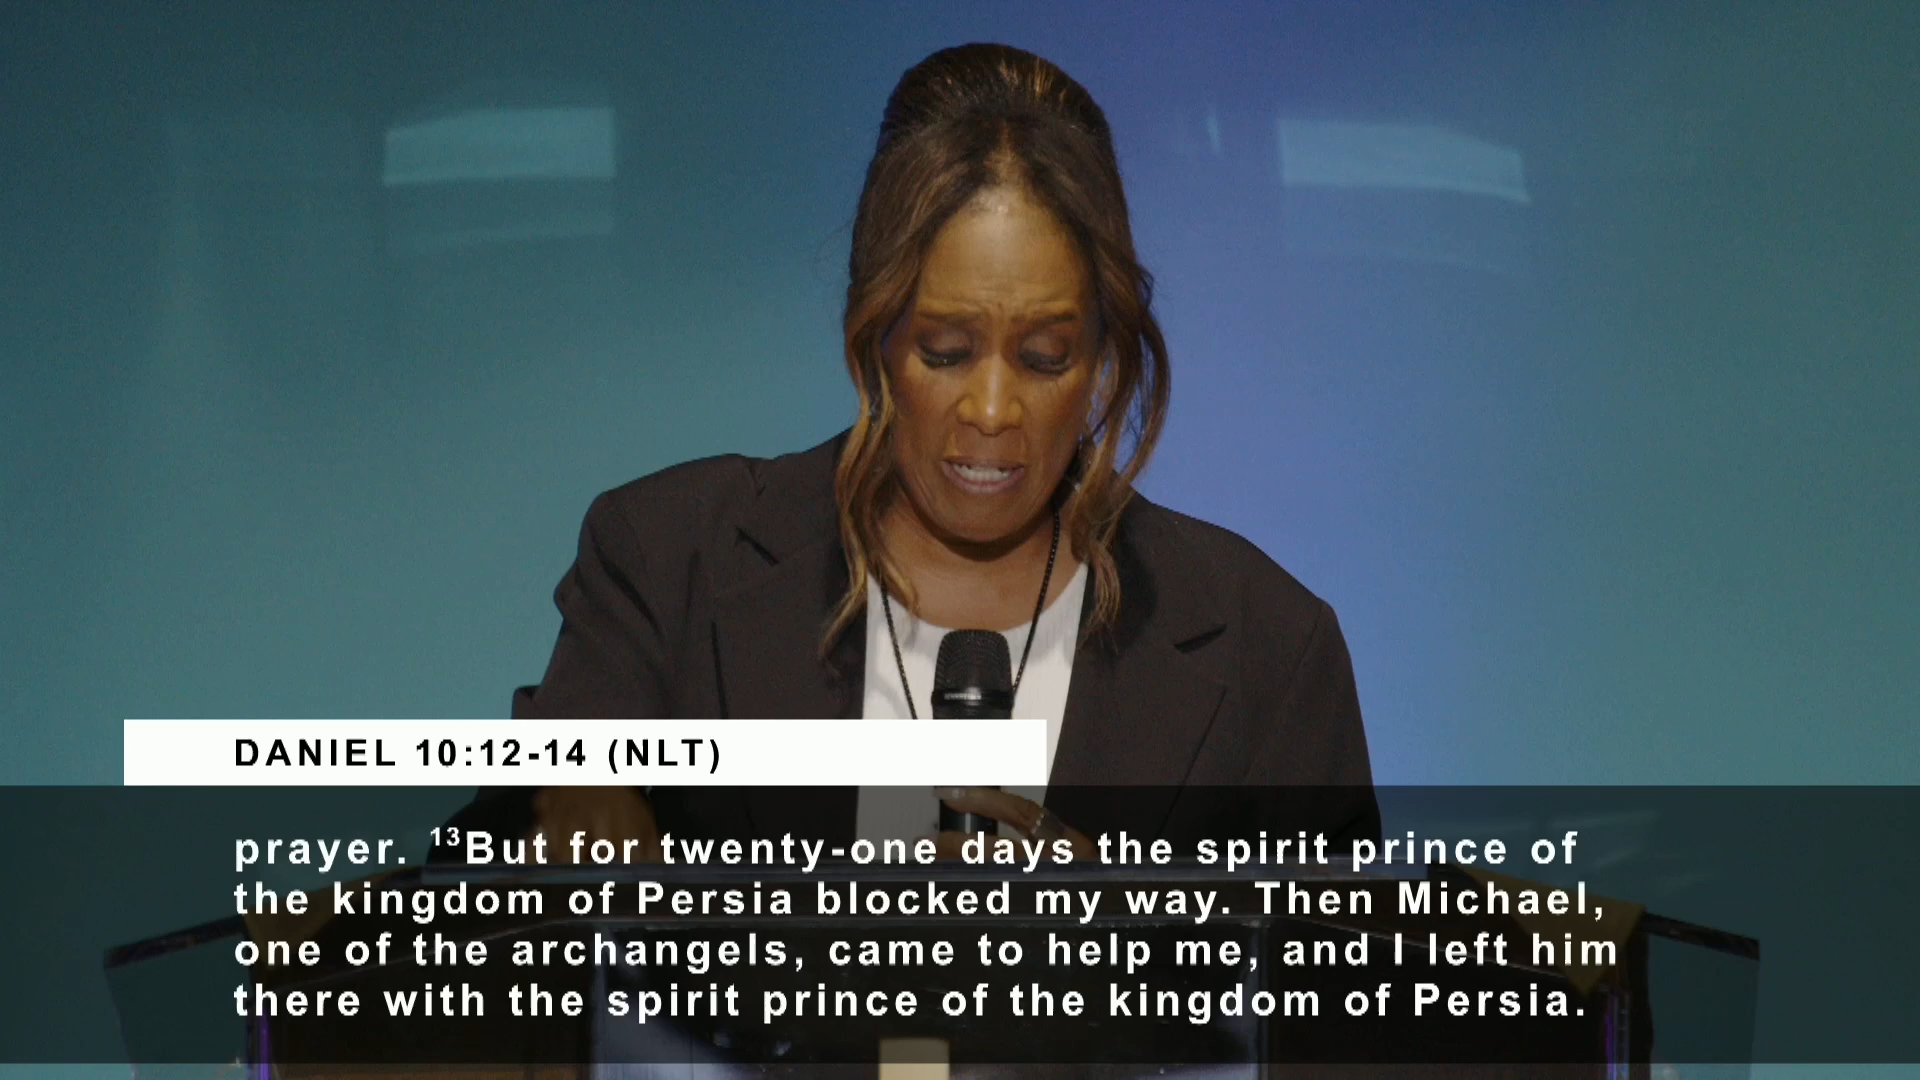 DANIEL 10:12-14 (NLT)
prayer. ¹³But for twenty-one days the spirit prince of
the kingdom of Persia blocked my way. Then Michael,
one of the archangels, came to help me, and I left him
there with the spirit prince of the kingdom of Persia.